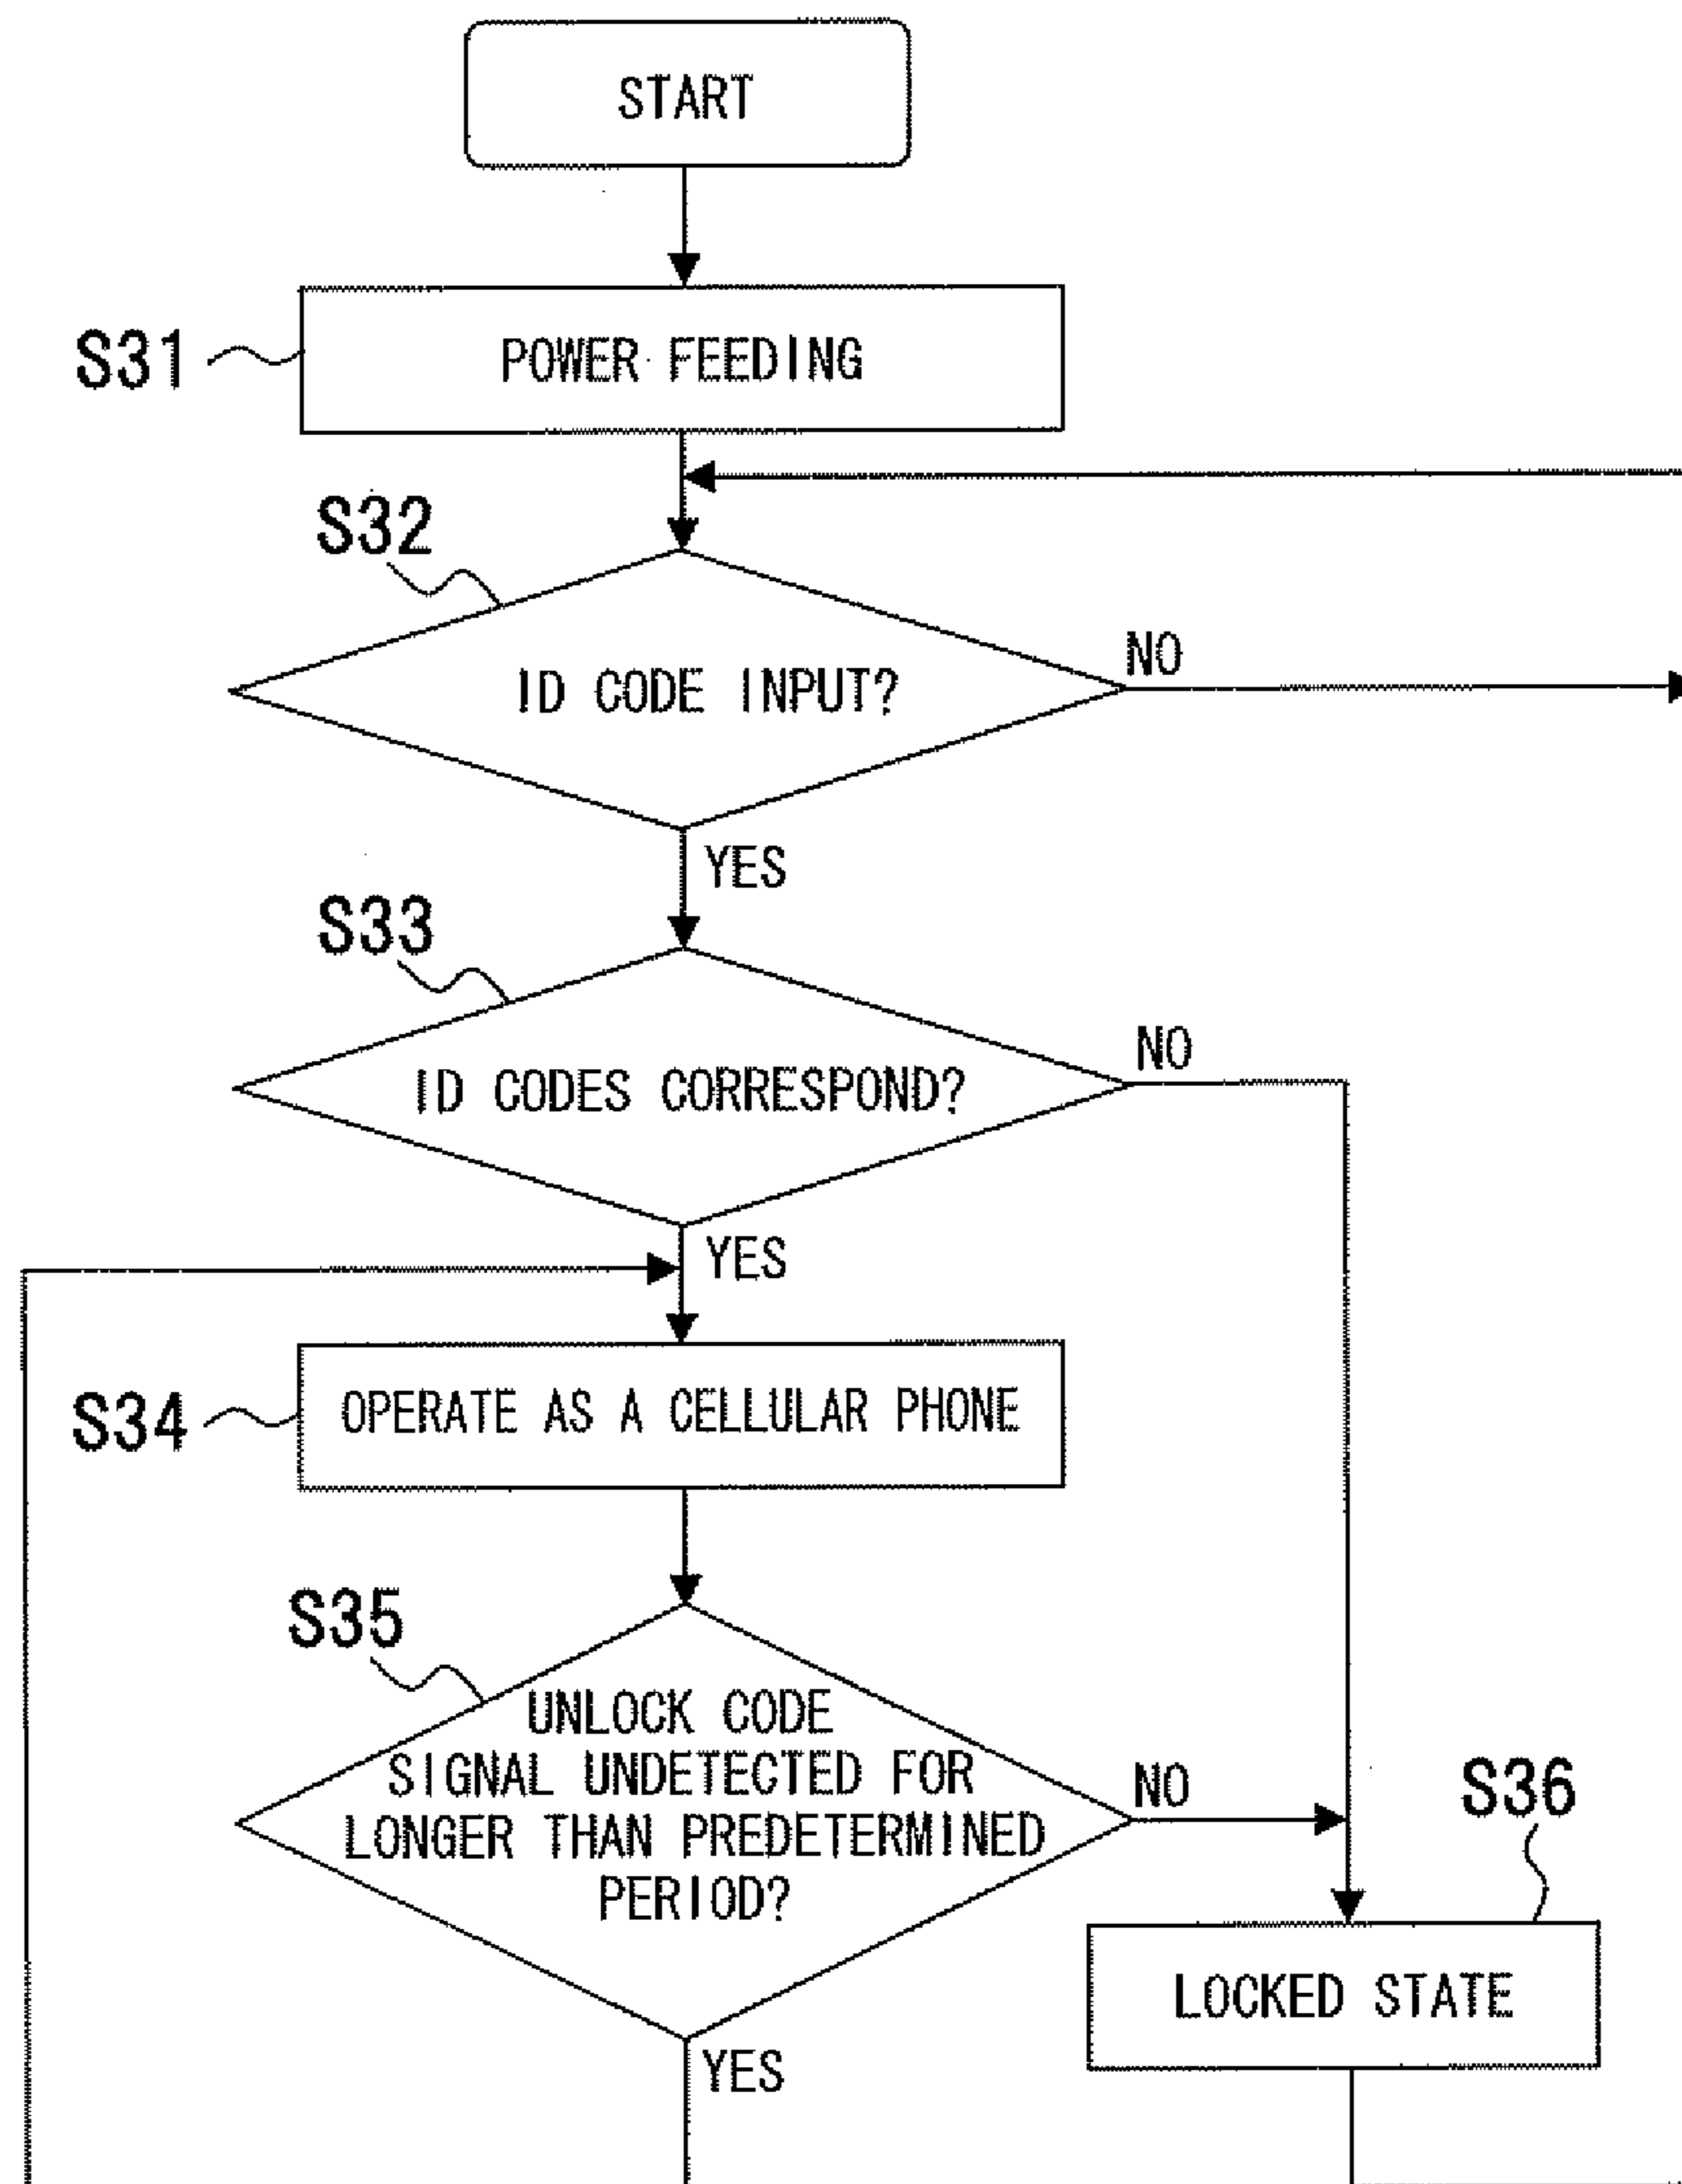 START
S31
POWER FEEDING
S32
ID CODE INPUT?
NO
YES
S33
ID CODES CORRESPOND?
NO
YES
S34
OPERATE AS A CELLULAR PHONE
S35
UNLOCK CODE
SIGNAL UNDETECTED FOR
LONGER THAN PREDETERMINED
PERIOD?
NO
S36
LOCKED STATE
YES